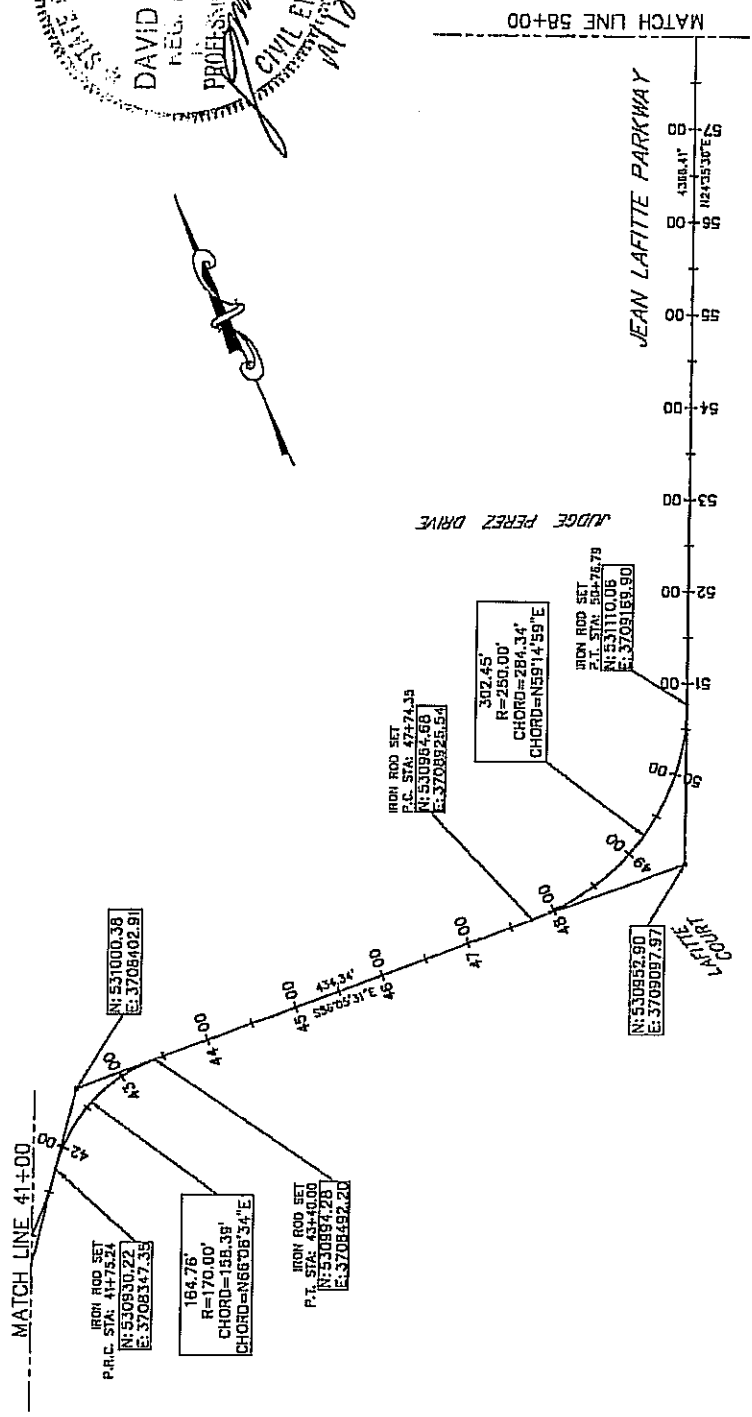 MATCH LINE 41+00
IRON ROD SET
P.R.C. STA: 41+75.24
N:530930.22
E:3708347.35
164.76'
R=170.00'
CHORD=158.39'
CHORD=N66°06'34"E
IRON ROD SET
P.T. STA: 43+40.00
N:530994.28
E:3708492.20
N:531000.38
E:3708402.91
42+00
43+00
44+00
45+00
434.34'
S86°05'31"E
46+00
47+00
48+00
49+00
50+00
51+00
52+00
53+00
54+00
55+00
56+00
57+00
IRON ROD SET
P.C. STA: 47+74.35
N:530964.68
E:3708925.54
302.45'
R=250.00'
CHORD=284.34'
CHORD=N59°14'59"E
IRON ROD SET
P.T. STA: 50+76.79
N:531110.06
E:3709169.90
N:530952.90
E:3709097.97
LAFITTE
COURT
JUDGE PEREZ DRIVE
JEAN LAFITTE PARKWAY
N24°35'30"E
MATCH LINE 58+00
STATE
DAVID
REG.
CIVIL